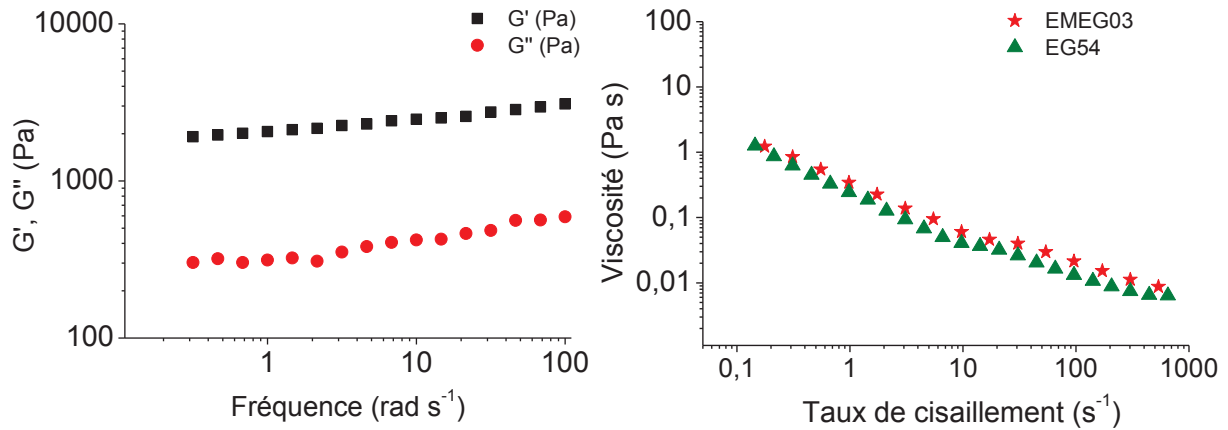 G' (Pa)
G'' (Pa)
10000
1000
100
G', G'' (Pa)
1
10
100
Fréquence (rad s⁻¹)
EMEG03
EG54
100
10
1
0,1
0,01
Viscosité (Pa s)
0,1
1
10
100
1000
Taux de cisaillement (s⁻¹)